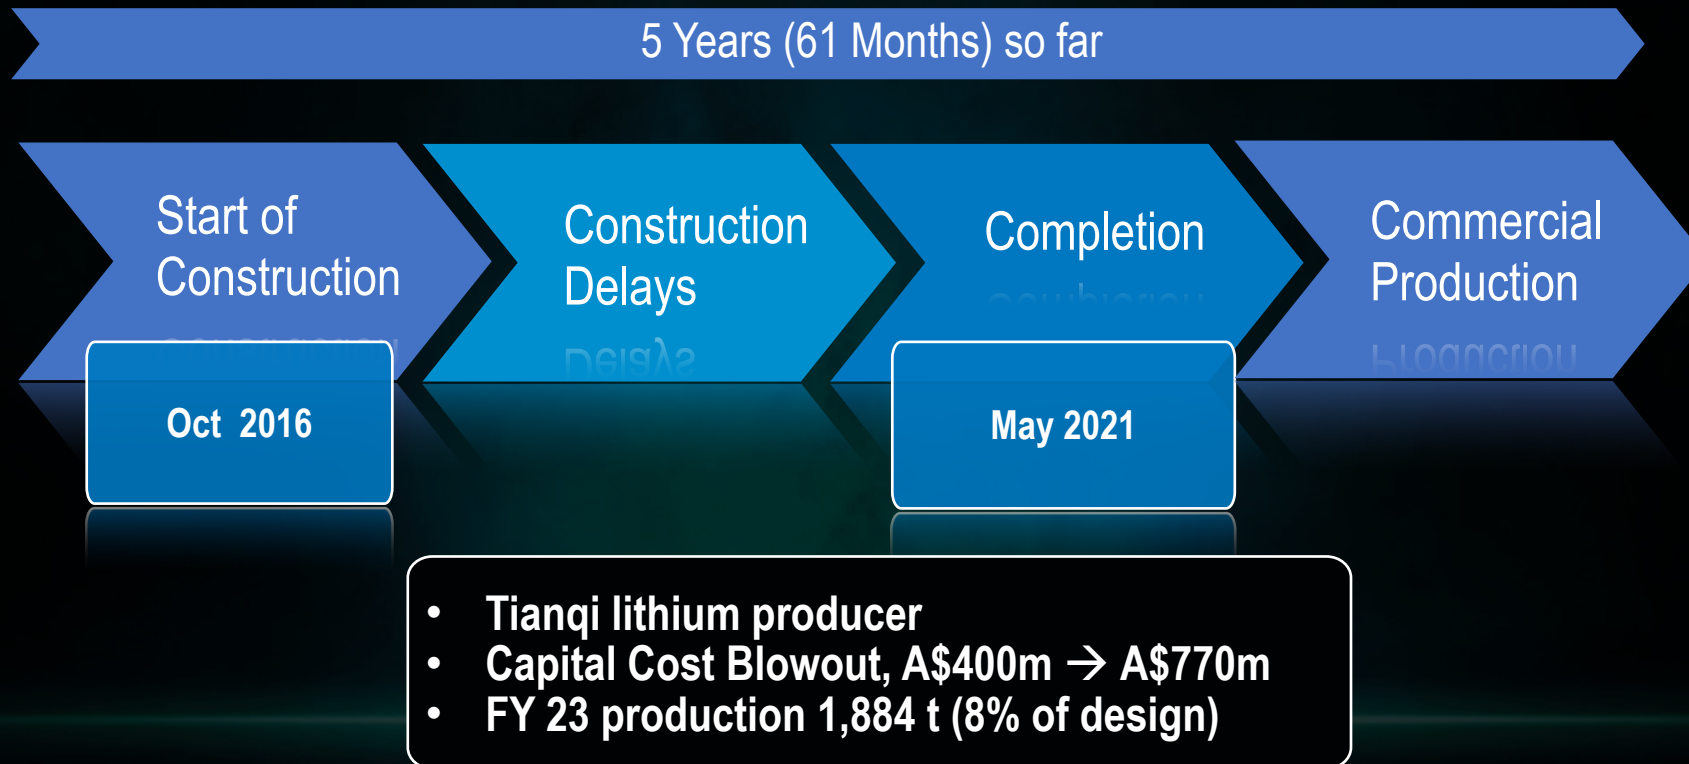 5 Years (61 Months) so far
Start of
Construction
Construction
Delays
Completion
Commercial
Production
Oct 2016
May 2021
• Tianqi lithium producer
• Capital Cost Blowout, A$400m → A$770m
• FY 23 production 1,884 t (8% of design)